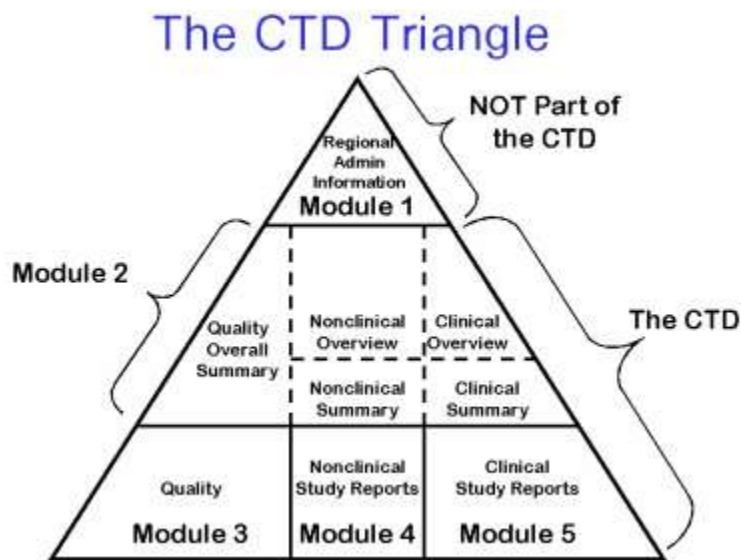 The CTD Triangle
NOT Part of
the CTD
Regional
Admin
Information
Module 1
Module 2
The CTD
Quality
Overall
Summary
Nonclinical
Overview
Clinical
Overview
Nonclinical
Summary
Clinical
Summary
Quality
Module 3
Nonclinical
Study Reports
Module 4
Clinical
Study Reports
Module 5